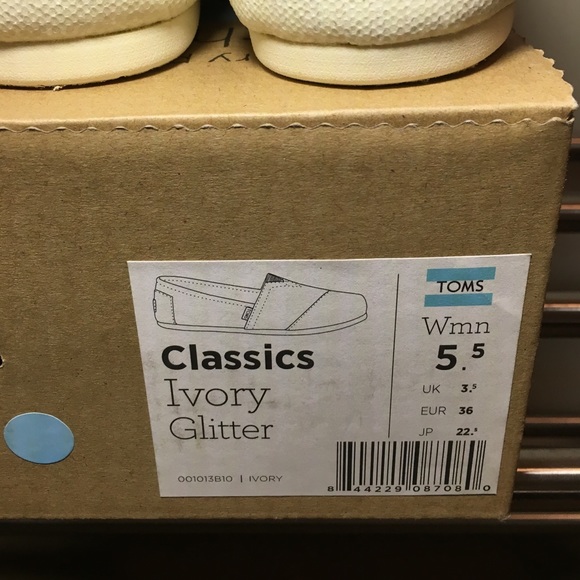 Classics
Ivory
Glitter
001013B10 | IVORY
TOMS
Wmn
5.5
UK 3.5
EUR 36
JP 22.5
8 44229 08708 0